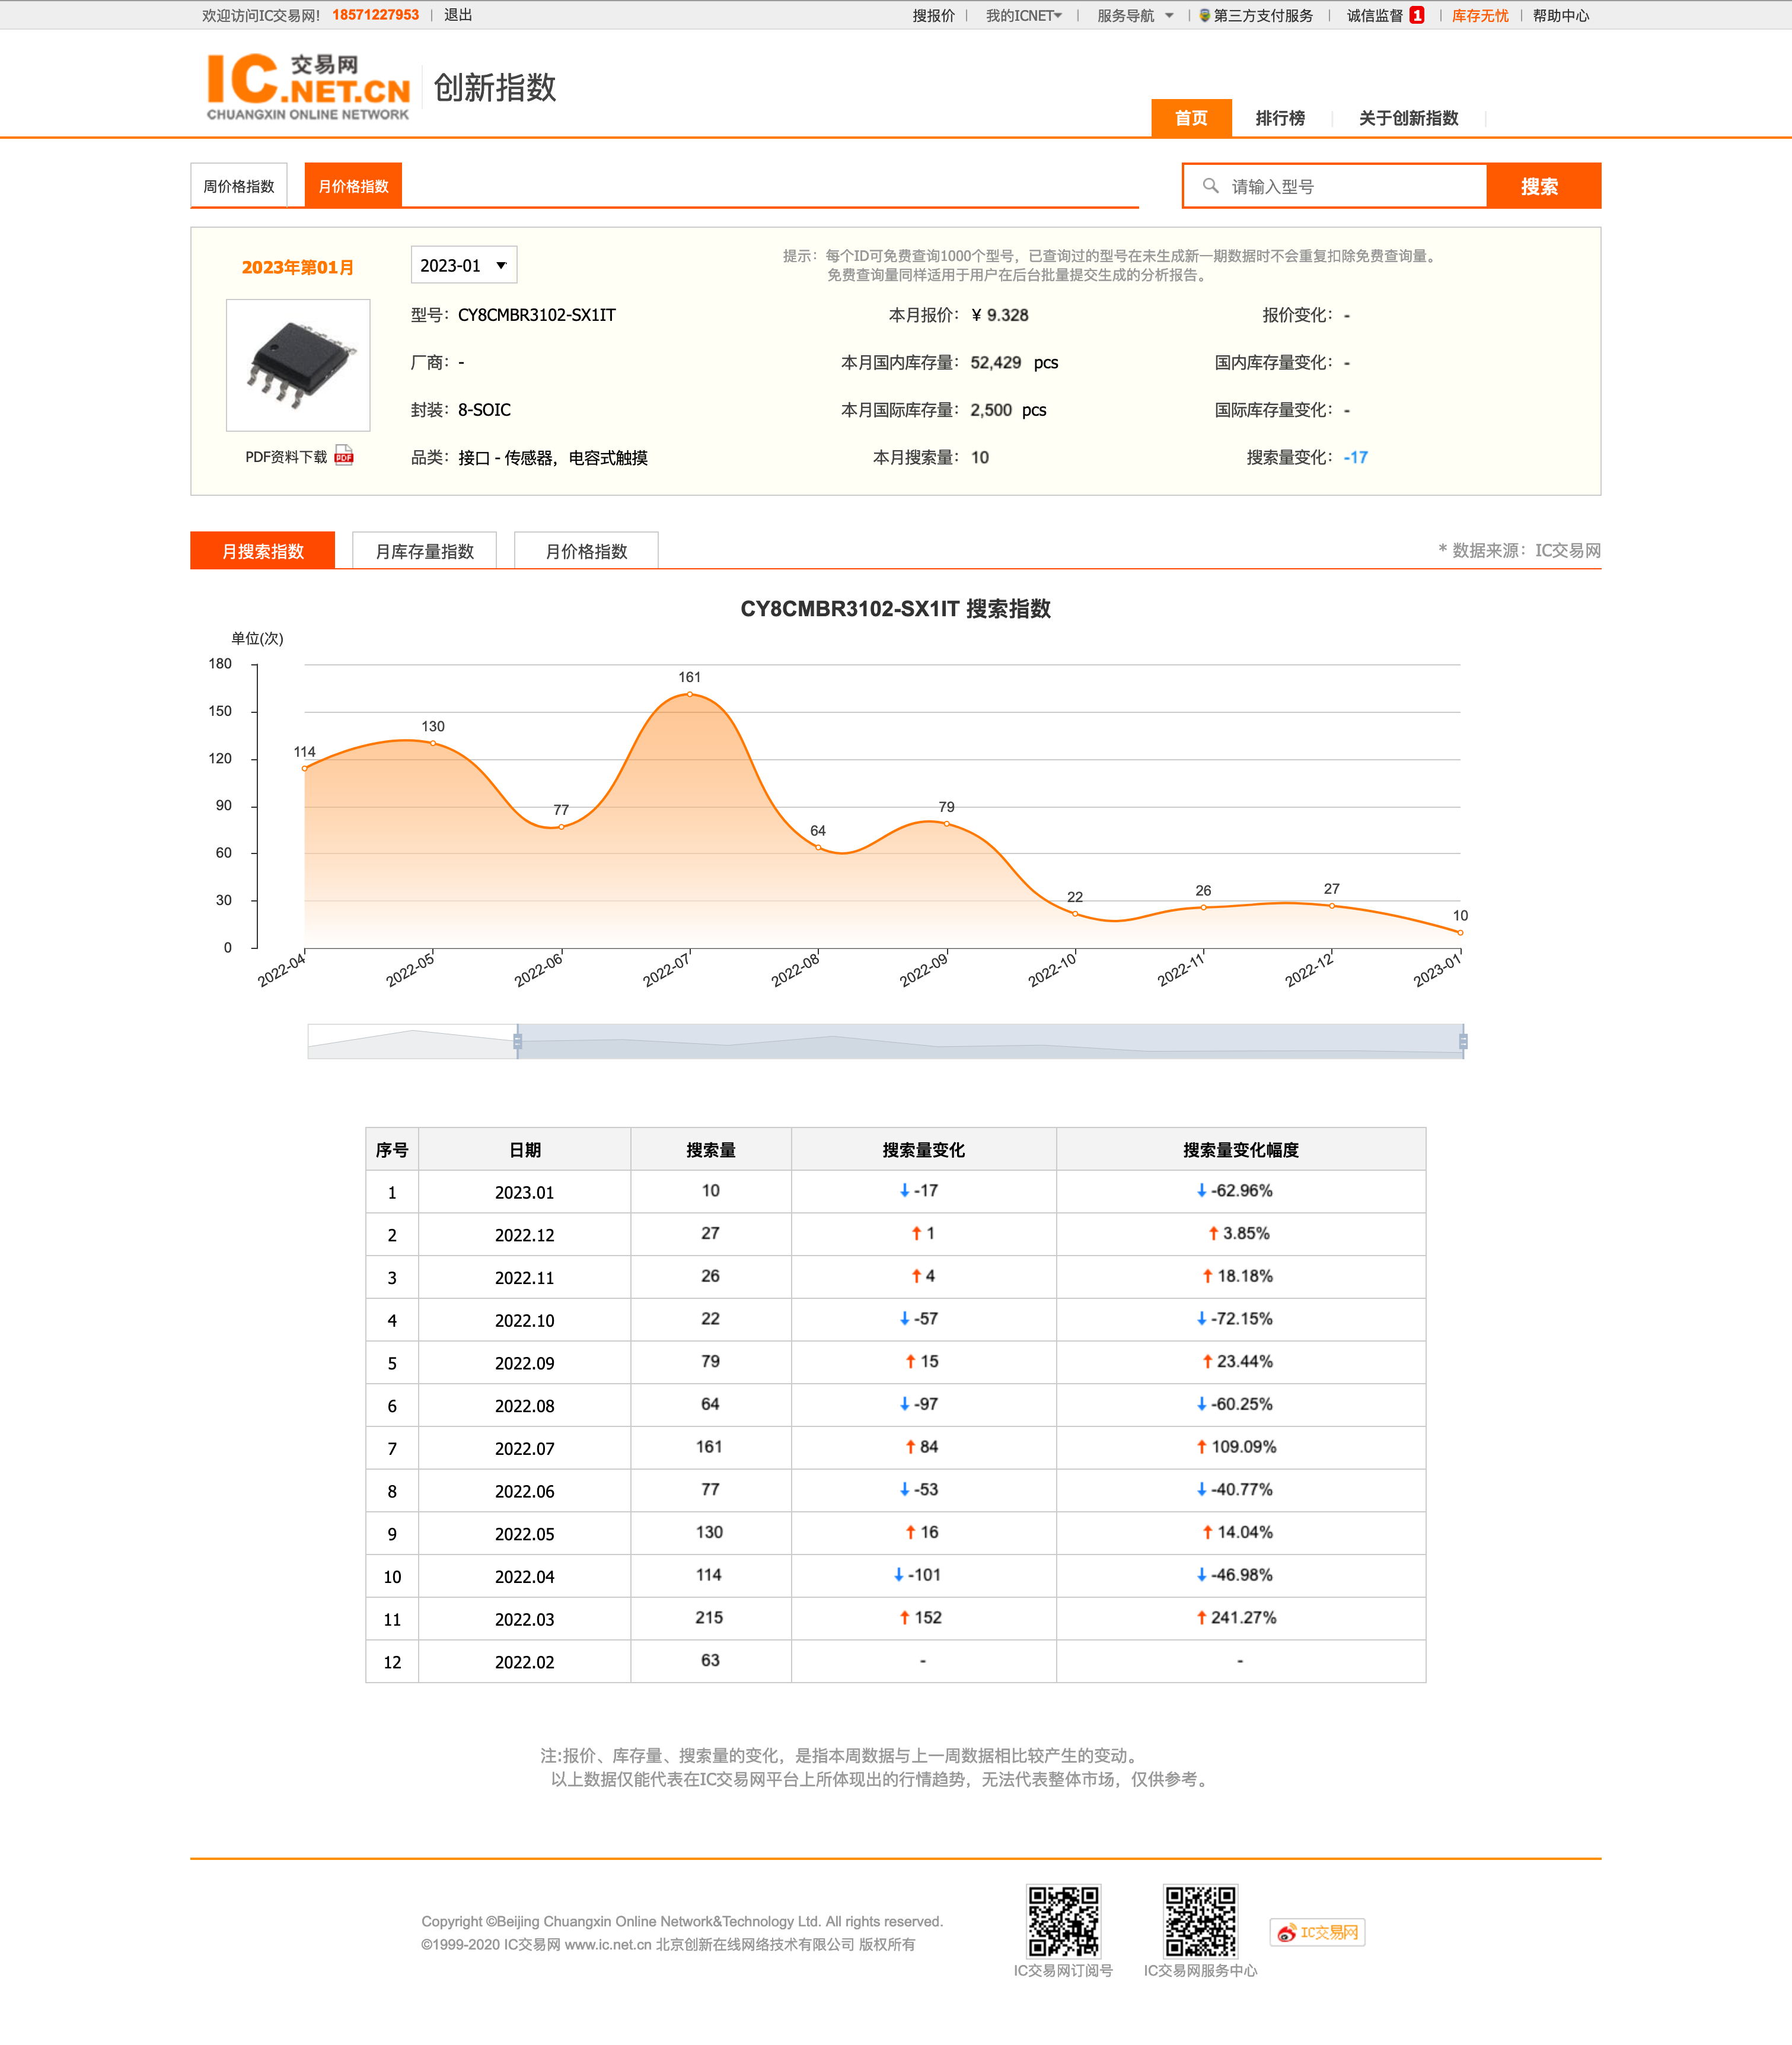 欢迎访问IC交易网! 18571227953 | 退出
搜报价 | 我的ICNET | 服务导航 | 第三方支付服务 | 诚信监督 1 | 库存无忧 | 帮助中心
IC.NET.CN 交易网
CHUANGXIN ONLINE NETWORK
创新指数
首页 排行榜 关于创新指数
周价格指数 月价格指数
请输入型号 搜索
2023年第01月 2023-01
提示：每个ID可免费查询1000个型号，已查询过的型号在未生成新一期数据时不会重复扣除免费查询量。
免费查询量同样适用于用户在后台批量提交生成的分析报告。
型号：CY8CMBR3102-SX1IT 本月报价：¥ 9.328 报价变化：-
厂商：- 本月国内库存量：52,429 pcs 国内库存量变化：-
封装：8-SOIC 本月国际库存量：2,500 pcs 国际库存量变化：-
PDF资料下载 PDF
品类：接口 - 传感器，电容式触摸 本月搜索量：10 搜索量变化：-17
月搜索指数 月库存量指数 月价格指数 * 数据来源：IC交易网
CY8CMBR3102-SX1IT 搜索指数
单位(次)
180
150
120
90
60
30
0
114
130
77
161
64
79
22
26
27
10
2022-04 2022-05 2022-06 2022-07 2022-08 2022-09 2022-10 2022-11 2022-12 2023-01
序号 日期 搜索量 搜索量变化 搜索量变化幅度
1 2023.01 10 ↓ -17 ↓ -62.96%
2 2022.12 27 ↑ 1 ↑ 3.85%
3 2022.11 26 ↑ 4 ↑ 18.18%
4 2022.10 22 ↓ -57 ↓ -72.15%
5 2022.09 79 ↑ 15 ↑ 23.44%
6 2022.08 64 ↓ -97 ↓ -60.25%
7 2022.07 161 ↑ 84 ↑ 109.09%
8 2022.06 77 ↓ -53 ↓ -40.77%
9 2022.05 130 ↑ 16 ↑ 14.04%
10 2022.04 114 ↓ -101 ↓ -46.98%
11 2022.03 215 ↑ 152 ↑ 241.27%
12 2022.02 63 - -
注:报价、库存量、搜索量的变化，是指本周数据与上一周数据相比较产生的变动。
以上数据仅能代表在IC交易网平台上所体现出的行情趋势，无法代表整体市场，仅供参考。
Copyright ©Beijing Chuangxin Online Network&Technology Ltd. All rights reserved.
©1999-2020 IC交易网 www.ic.net.cn 北京创新在线网络技术有限公司 版权所有
IC交易网订阅号
IC交易网服务中心
IC交易网